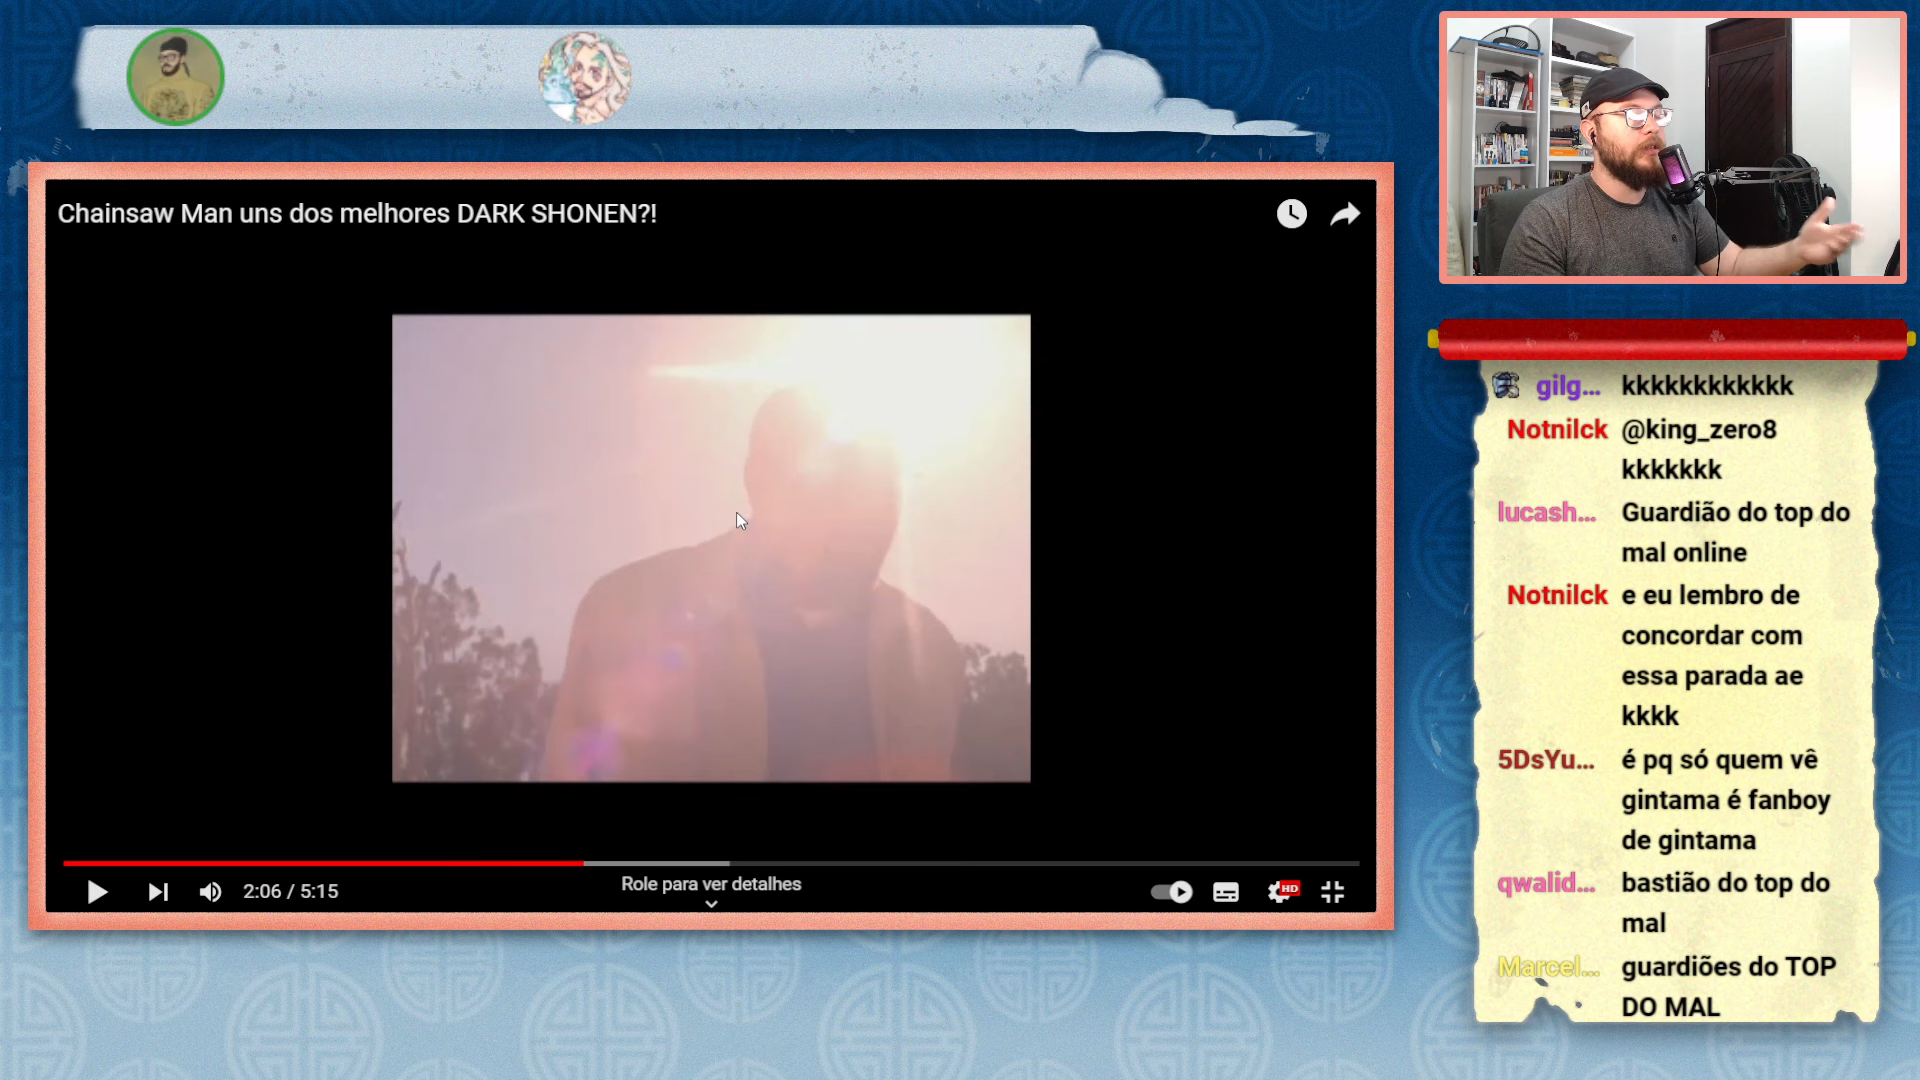 Chainsaw Man uns dos melhores DARK SHONEN?!
2:06 / 5:15
Role para ver detalhes
HD
gilg... kkkkkkkkkkkk
Notnilck @king_zero8
kkkkkkk
lucash... Guardião do top do
mal online
Notnilck e eu lembro de
concordar com
essa parada ae
kkkk
5DsYu... é pq só quem vê
gintama é fanboy
de gintama
qwalid... bastião do top do
mal
Marcel... guardiões do TOP
DO MAL